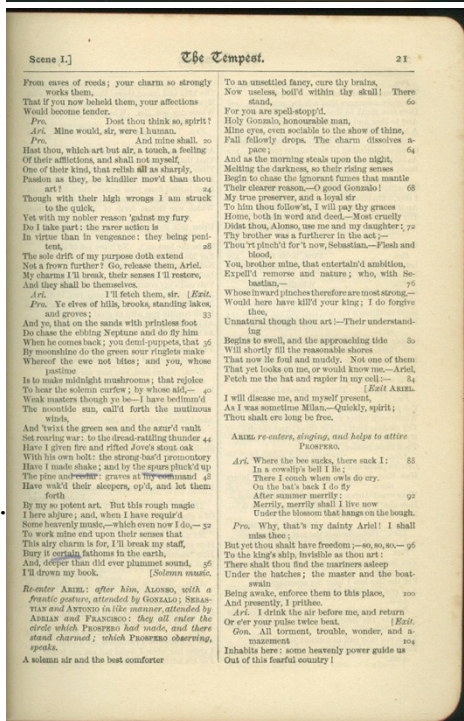 Scene I.] The Tempest. 21
From eaves of reeds; your charm so strongly
works them,
That if you now beheld them, your affections
Would become tender.
Pro. Dost thou think so, spirit?
Ari. Mine would, sir, were I human.
Pro. And mine shall. 20
Hast thou, which art but air, a touch, a feeling
Of their afflictions, and shall not myself,
One of their kind, that relish all as sharply,
Passion as they, be kindlier mov'd than thou
art? 24
Though with their high wrongs I am struck
to the quick,
Yet with my nobler reason 'gainst my fury
Do I take part: the rarer action is
In virtue than in vengeance: they being peni-
tent, 28
The sole drift of my purpose doth extend
Not a frown further? Go, release them, Ariel.
My charms I'll break, their senses I'll restore,
And they shall be themselves.
Ari. I'll fetch them, sir. [Exit.
Pro. Ye elves of hills, brooks, standing lakes,
and groves; 33
And ye, that on the sands with printless foot
Do chase the ebbing Neptune and do fly him
When he comes back; you demi-puppets, that 36
By moonshine do the green sour ringlets make
Whereof the ewe not bites; and you, whose
pastime
Is to make midnight mushrooms; that rejoice
To hear the solemn curfew; by whose aid,— 40
Weak masters though ye be—I have bedimm'd
The noontide sun, call'd forth the mutinous
winds,
And 'twixt the green sea and the azur'd vault
Set roaring war: to the dread-rattling thunder 44
Have I given fire and rifted Jove's stout oak
With his own bolt: the strong-bas'd promontory
Have I made shake; and by the spurs pluck'd up
The pine and cedar: graves at my command 48
Have wak'd their sleepers, op'd, and let them
forth
By my so potent art. But this rough magic
I here abjure; and, when I have requir'd
Some heavenly music,—which even now I do,— 52
To work mine end upon their senses that
This airy charm is for, I'll break my staff,
Bury it certain fathoms in the earth,
And, deeper than did ever plummet sound, 56
I'll drown my book. [Solemn music.
Re-enter ARIEL: after him, ALONSO, with a
frantic gesture, attended by GONZALO; SEBAS-
TIAN and ANTONIO in like manner, attended by
ADRIAN and FRANCISCO: they all enter the
circle which PROSPERO had made, and there
stand charmed; which PROSPERO observing,
speaks.
A solemn air and the best comforter
To an unsettled fancy, cure thy brains,
Now useless, boil'd within thy skull! There
stand, 60
For you are spell-stopp'd.
Holy Gonzalo, honourable man,
Mine eyes, even sociable to the show of thine,
Fall fellowly drops. The charm dissolves a-
pace; 64
And as the morning steals upon the night,
Melting the darkness, so their rising senses
Begin to chase the ignorant fumes that mantle
Their clearer reason.—O good Gonzalo! 68
My true preserver, and a loyal sir
To him thou follow'st, I will pay thy graces
Home, both in word and deed.—Most cruelly
Didst thou, Alonso, use me and my daughter: 72
Thy brother was a furtherer in the act;—
Thou'rt pinch'd for't now, Sebastian.—Flesh and
blood,
You, brother mine, that entertain'd ambition,
Expell'd remorse and nature; who, with Se-
bastian,— 76
Whose inward pinches therefore are most strong,—
Would here have kill'd your king; I do forgive
thee,
Unnatural though thou art!—Their understand-
ing
Begins to swell, and the approaching tide 80
Will shortly fill the reasonable shores
That now lie foul and muddy. Not one of them
That yet looks on me, or would know me.—Ariel,
Fetch me the hat and rapier in my cell:— 84
[Exit ARIEL.
I will disease me, and myself present,
As I was sometime Milan.—Quickly, spirit;
Thou shalt ere long be free.
ARIEL re-enters, singing, and helps to attire
PROSPERO.
Ari. Where the bee sucks, there suck I: 88
In a cowslip's bell I lie;
There I couch when owls do cry.
On the bat's back I do fly
After summer merrily: 92
Merrily, merrily shall I live now
Under the blossom that hangs on the bough.
Pro. Why, that's my dainty Ariel! I shall
miss thee;
But yet thou shalt have freedom;—so, so, so.— 96
To the king's ship, invisible as thou art:
There shalt thou find the mariners asleep
Under the hatches; the master and the boat-
swain
Being awake, enforce them to this place, 100
And presently, I prithee.
Ari. I drink the air before me, and return
Or e'er your pulse twice beat. [Exit.
Gon. All torment, trouble, wonder, and a-
mazement 104
Inhabits here: some heavenly power guide us
Out of this fearful country!